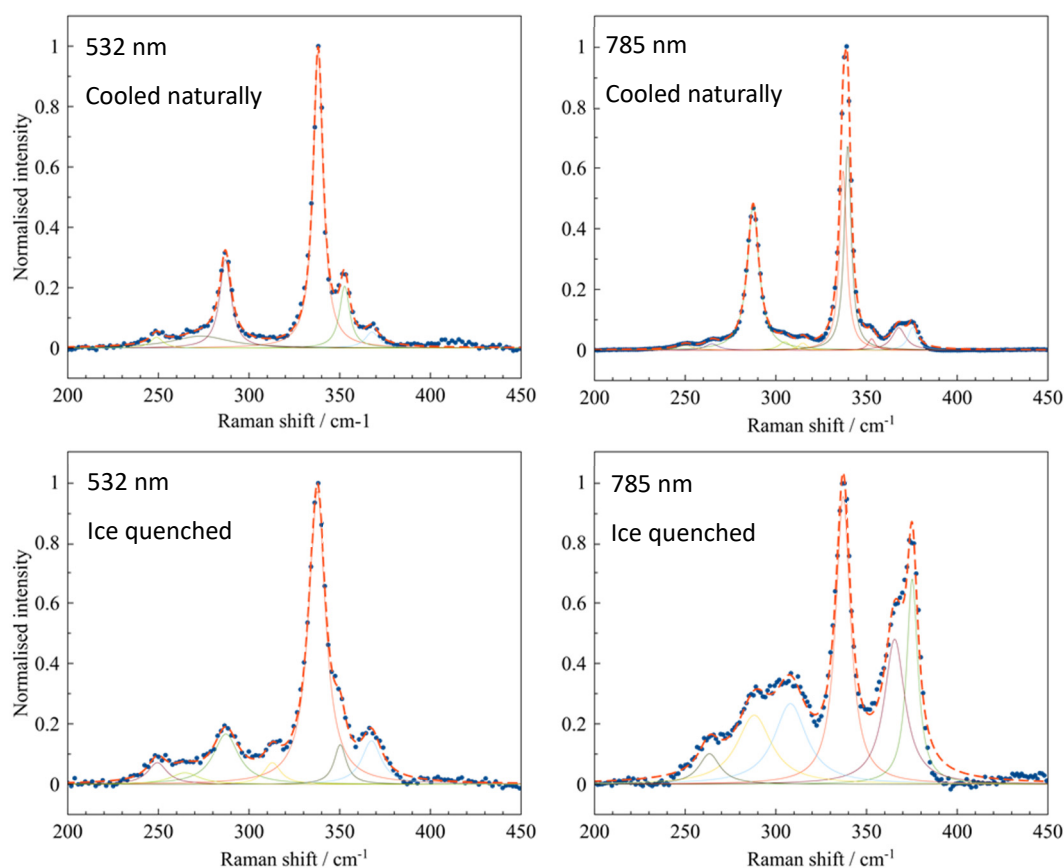 532 nm
Cooled naturally
Normalised intensity
1
0.8
0.6
0.4
0.2
0
200 250 300 350 400 450
Raman shift / cm-1
785 nm
Cooled naturally
1
0.8
0.6
0.4
0.2
0
200 250 300 350 400 450
Raman shift / cm⁻¹
532 nm
Ice quenched
Normalised intensity
1
0.8
0.6
0.4
0.2
0
200 250 300 350 400 450
Raman shift / cm⁻¹
785 nm
Ice quenched
1
0.8
0.6
0.4
0.2
0
200 250 300 350 400 450
Raman shift / cm⁻¹